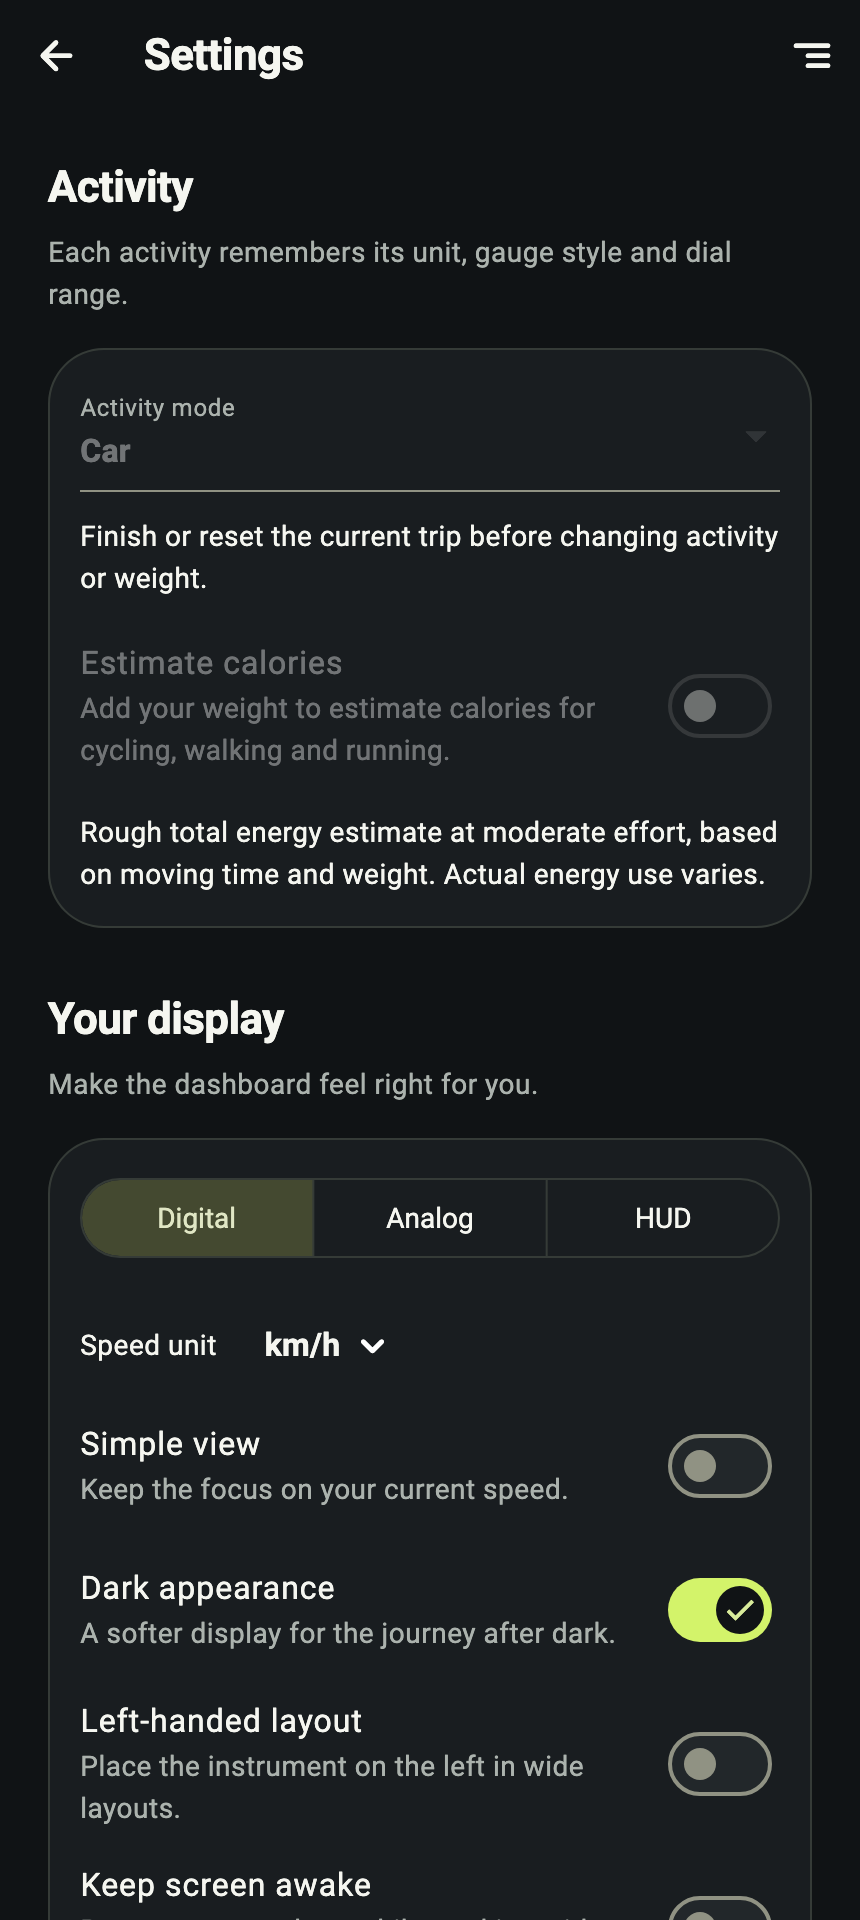 Settings
Activity
Each activity remembers its unit, gauge style and dial
range.
Activity mode
Car
Finish or reset the current trip before changing activity
or weight.
Estimate calories
Add your weight to estimate calories for
cycling, walking and running.
Rough total energy estimate at moderate effort, based
on moving time and weight. Actual energy use varies.
Your display
Make the dashboard feel right for you.
Digital
Analog
HUD
Speed unit
km/h
Simple view
Keep the focus on your current speed.
Dark appearance
A softer display for the journey after dark.
Left-handed layout
Place the instrument on the left in wide
layouts.
Keep screen awake